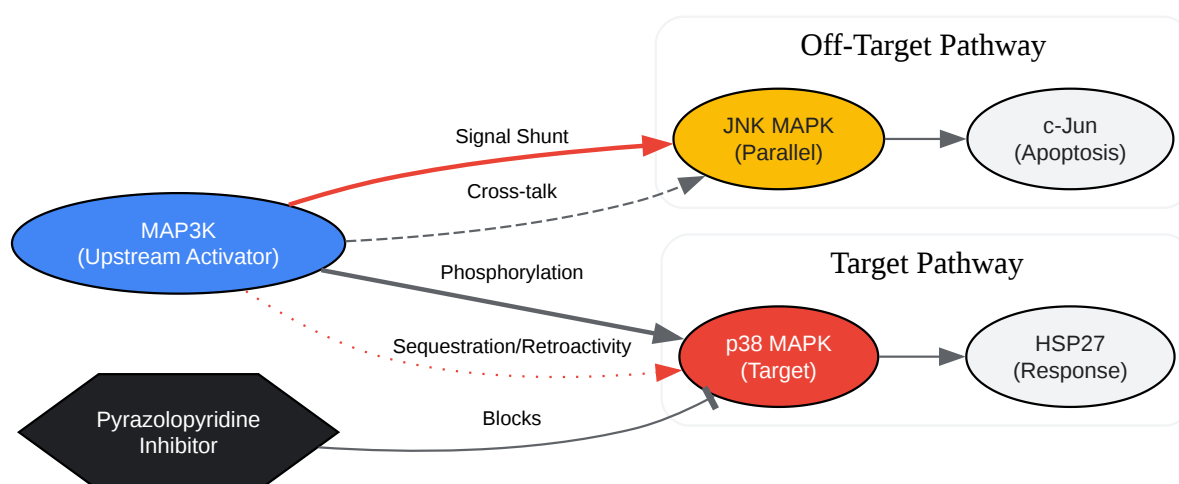 Off-Target Pathway
JNK MAPK
(Parallel)
c-Jun
(Apoptosis)
Signal Shunt
Cross-talk
MAP3K
(Upstream Activator)
Phosphorylation
Target Pathway
Sequestration/Retroactivity
p38 MAPK
(Target)
HSP27
(Response)
Pyrazolopyridine
Inhibitor
Blocks